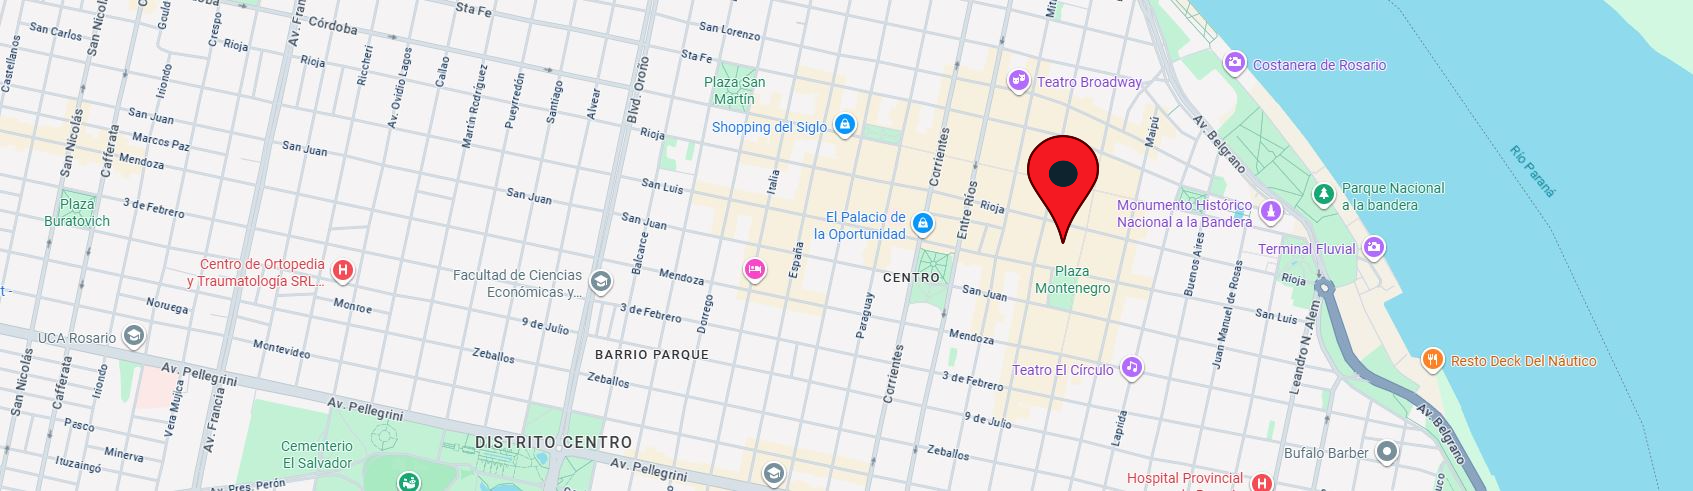 Sta Fe
Córdoba
San Carlos
San Nicolás
Gould
Crespo
Rioja
San Lorenzo
Sta Fe
Castellanos
Iriondo
Rioja
Riccheri
Av. Ovidio Lagos
Callao
Martín Rodríguez
Pueyrredón
Santiago
Alvear
Blvd. Oroño
Plaza San
Martín
Teatro Broadway
Costanera de Rosario
Shopping del Siglo
San Juan
Marcos Paz
Mendoza
San Nicolás
Cafferata
San Juan
Rioja
Corrientes
Maipú
Av. Belgrano
Río Paraná
Plaza
Buratovich
3 de Febrero
San Juan
San Luis
San Juan
Italia
El Palacio de
la Oportunidad
Entre Ríos
Rioja
Monumento Histórico
Nacional a la Bandera
Parque Nacional
a la bandera
Terminal Fluvial
Centro de Ortopedia
y Traumatología SRL...
Facultad de Ciencias
Económicas y...
Balcarce
Mendoza
España
CENTRO
Plaza
Montenegro
San Juan
Buenos Aires
Rioja
Juan Manuel de Rosas
San Luis
Leandro N. Alem
Noruega
Monroe
UCA Rosario
Montevideo
9 de Julio
3 de Febrero
Dorrego
Paraguay
Mendoza
Zeballos
BARRIO PARQUE
Zeballos
Corrientes
3 de Febrero
Teatro El Círculo
Resto Deck Del Náutico
Av. Pellegrini
San Nicolás
Cafferata
Iriondo
Vera Mujica
Av. Francia
Av. Pellegrini
9 de Julio
Laprida
Av. Belgrano
Pasco
Minerva
Ituzaingó
Cementerio
El Salvador
DISTRITO CENTRO
Av. Pellegrini
Zeballos
Bufalo Barber
Hospital Provincial
Av. Pres. Perón